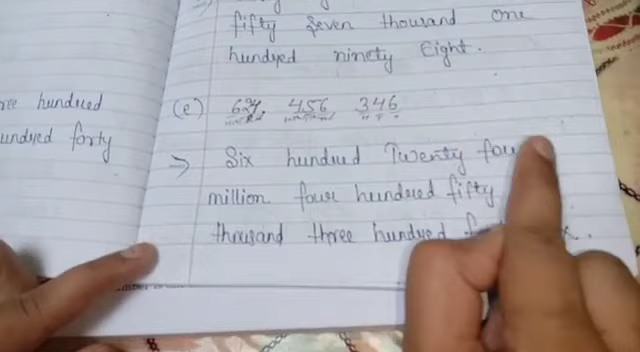 fifty seven thousand one
hundred ninety Eight.
ree hundred
undred forty
(e) 624, 456 346
→ Six hundred Twenty fou
million four hundred fifty
thousand three hundred